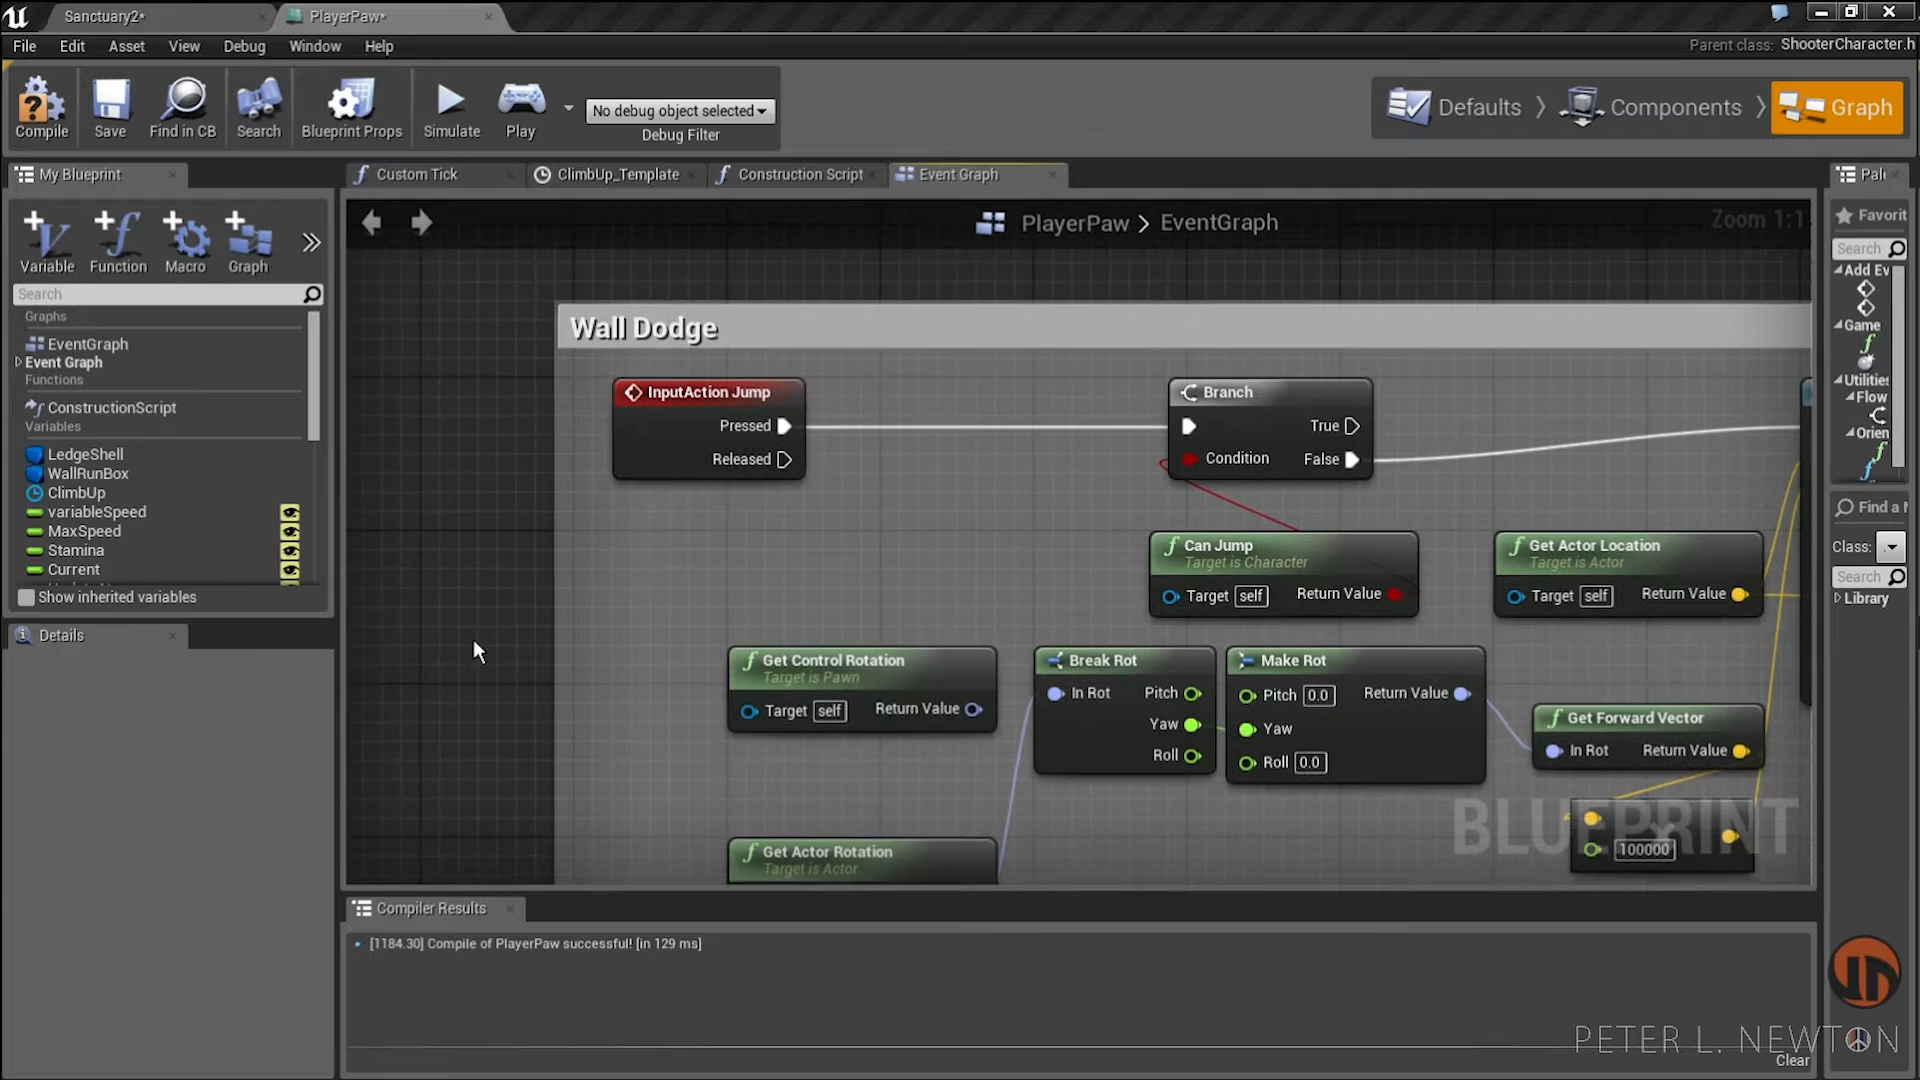 Sanctuary2*
PlayerPaw*
File Edit Asset View Debug Window Help
Parent class: ShooterCharacter.h
Compile
Save
Find in CB
Search
Blueprint Props
Simulate
Play
No debug object selected
Debug Filter
Defaults
Components
Graph
My Blueprint
Custom Tick
ClimbUp_Template
Construction Script
Event Graph
Variable
Function
Macro
Graph
Search
Graphs
EventGraph
Event Graph
Functions
ConstructionScript
Variables
LedgeShell
WallRunBox
ClimbUp
variableSpeed
MaxSpeed
Stamina
Current
Show inherited variables
Details
PlayerPaw > EventGraph
Zoom 1:1
Wall Dodge
InputAction Jump
Pressed
Released
Branch
True
Condition
False
Can Jump
Target is Character
Target self Return Value
Get Actor Location
Target is Actor
Target self Return Value
Get Control Rotation
Target is Pawn
Target self Return Value
Break Rot
In Rot Pitch
Yaw
Roll
Make Rot
Pitch 0.0 Return Value
Yaw
Roll 0.0
Get Forward Vector
In Rot Return Value
100000
BLUEPRINT
Get Actor Rotation
Target is Actor
Favorit
Search
Add Ev
Game
Utilities
Flow
Orien
Find a
Class:
Search
Library
Compiler Results
[1184.30] Compile of PlayerPaw successful! [in 129 ms]
PETER L. NEWTON
Clear